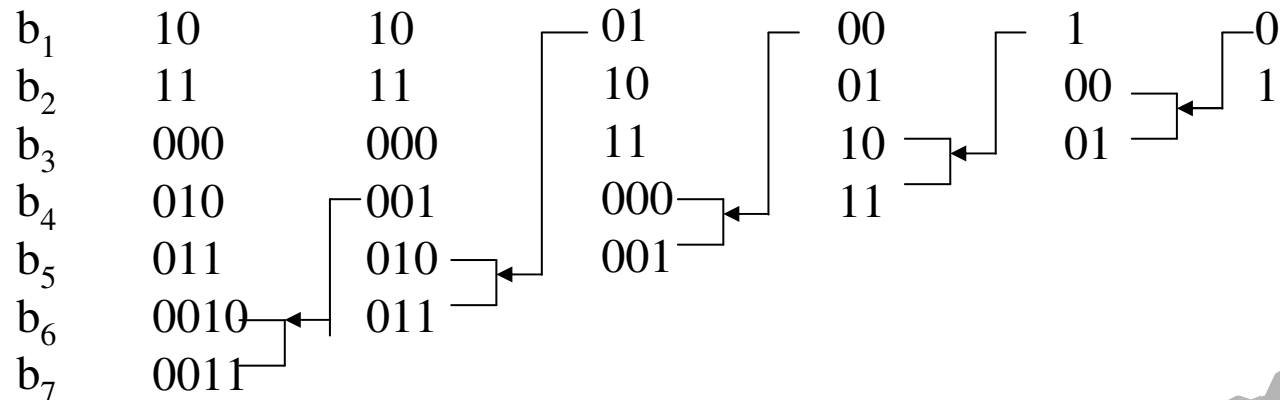 b₁ 10 10 01 00 1 0
b₂ 11 11 10 01 00 1
b₃ 000 000 11 10 01
b₄ 010 001 000 11
b₅ 011 010 001
b₆ 0010 011
b₇ 0011